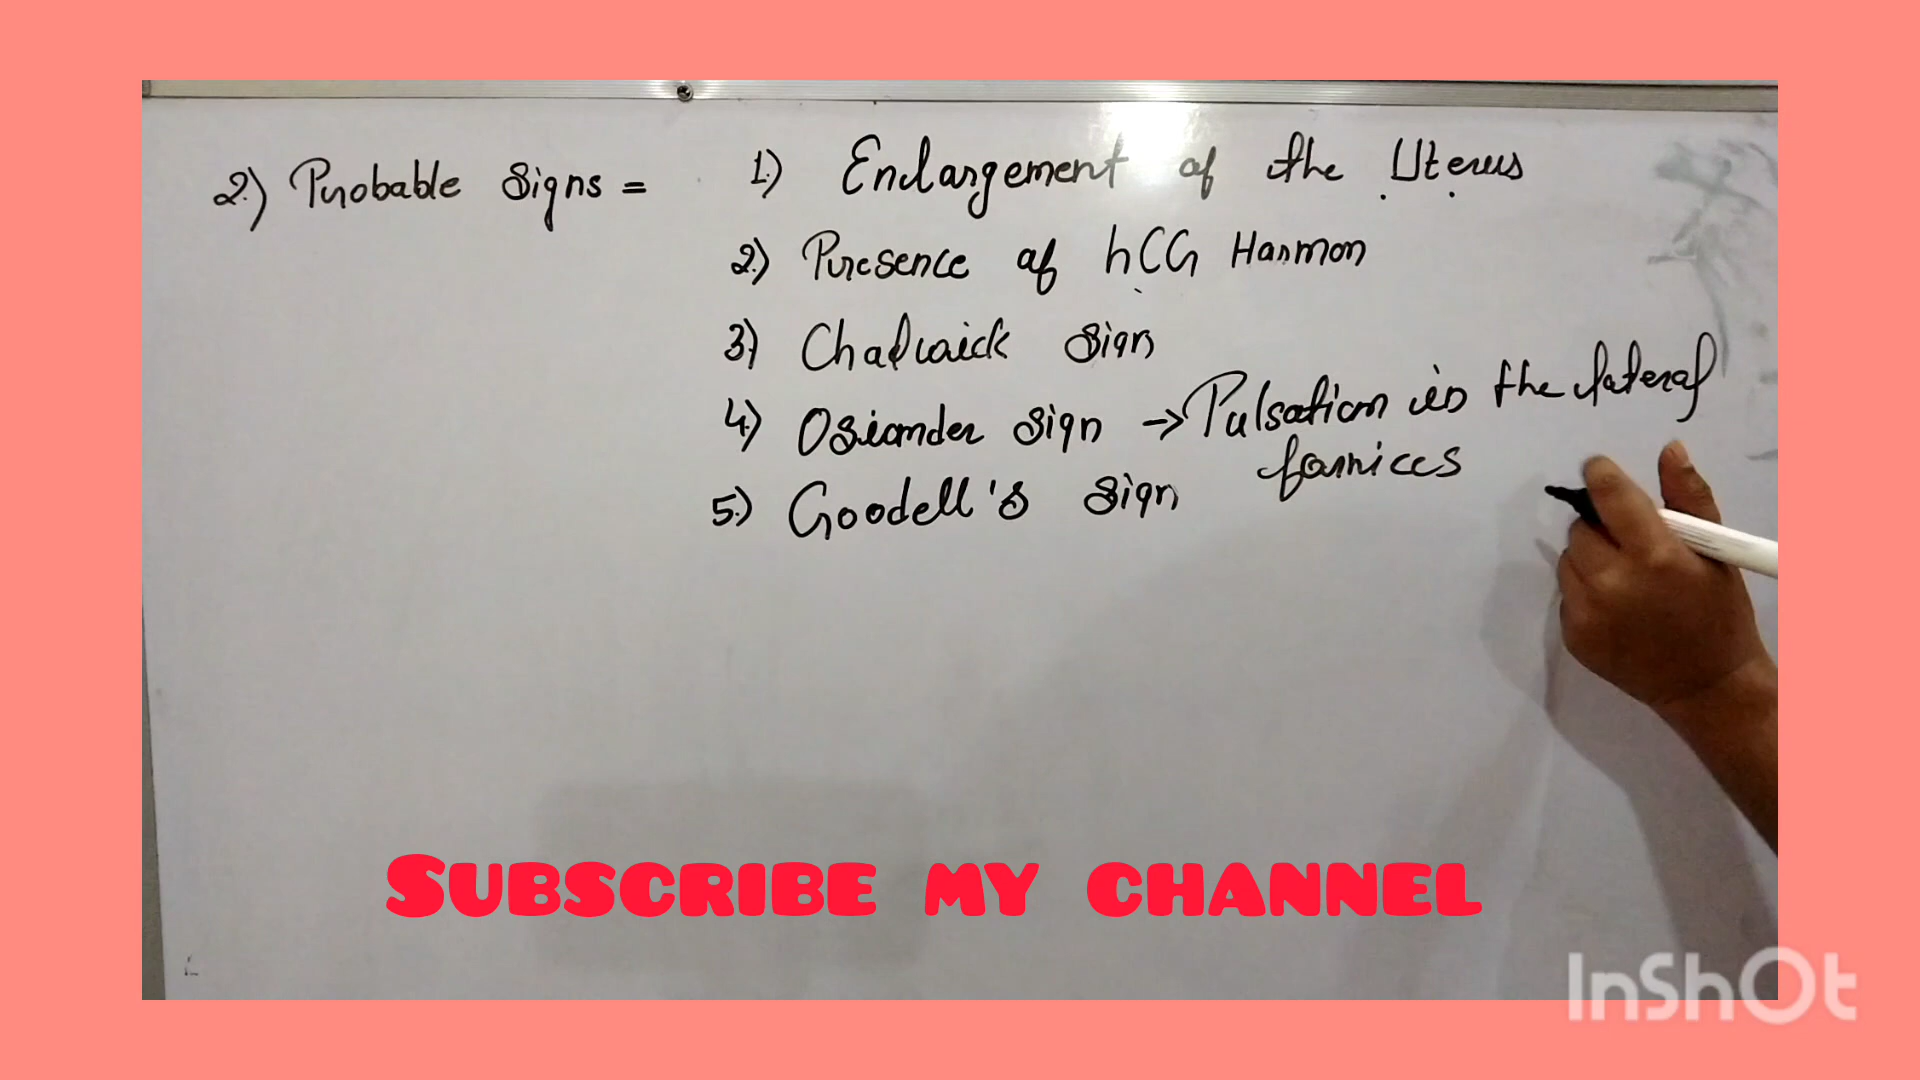 2.) Probable Signs = 1.) Enlargement of the Uterus
2.) Presence of hCG Hormon
3.) Chadwick Sign
4.) Osiander Sign → Pulsation in the lateral
fornices
5.) Goodell's Sign
SUBSCRIBE MY CHANNEL
InShOt